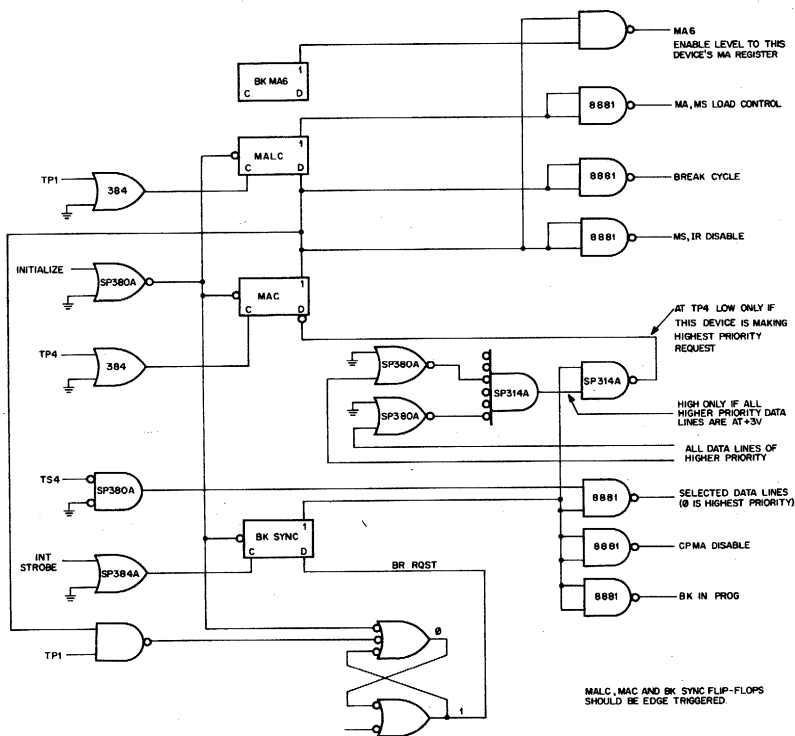 MA6
ENABLE LEVEL TO THIS
DEVICE'S MA REGISTER
1
BK MA6
C D
8881
MA, MS LOAD CONTROL
1
MALC
C D
TP1
384
8881
BREAK CYCLE
8881
MS, IR DISABLE
INITIALIZE
SP380A
1
MAC
C D
AT TP4 LOW ONLY IF
THIS DEVICE IS MAKING
HIGHEST PRIORITY
REQUEST
TP4
384
SP380A
SP314A
SP314A
SP380A
HIGH ONLY IF ALL
HIGHER PRIORITY DATA
LINES ARE AT +3V
ALL DATA LINES OF
HIGHER PRIORITY
TS4
SP380A
8881
SELECTED DATA LINES
(0 IS HIGHEST PRIORITY)
1
BK SYNC
C D
8881
CPMA DISABLE
INT
STROBE
SP384A
BR RQST
8881
BK IN PROG
0
TP1
1
MALC, MAC AND BK SYNC FLIP-FLOPS
SHOULD BE EDGE TRIGGERED.